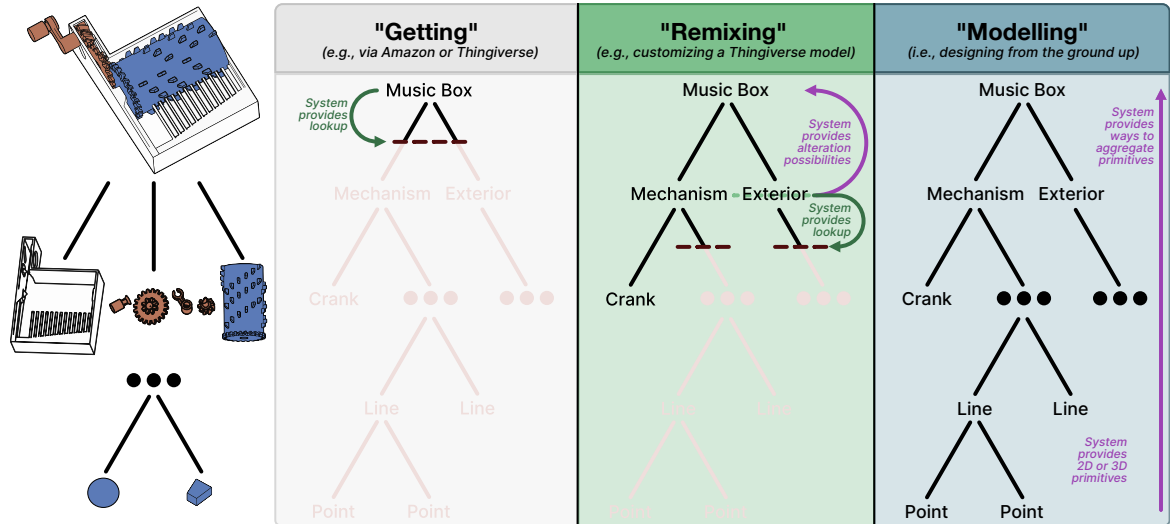 "Getting"
(e.g., via Amazon or Thingiverse)
Music Box
System
provides
lookup
Mechanism
Exterior
Crank
Line
Line
Point
Point
"Remixing"
(e.g., customizing a Thingiverse model)
Music Box
System
provides
alteration
possibilities
Mechanism
Exterior
System
provides
lookup
Crank
Line
Line
"Modelling"
(i.e., designing from the ground up)
Music Box
System
provides
ways to
aggregate
primitives
Mechanism
Exterior
Crank
Line
Line
System
provides
2D or 3D
primitives
Point
Point